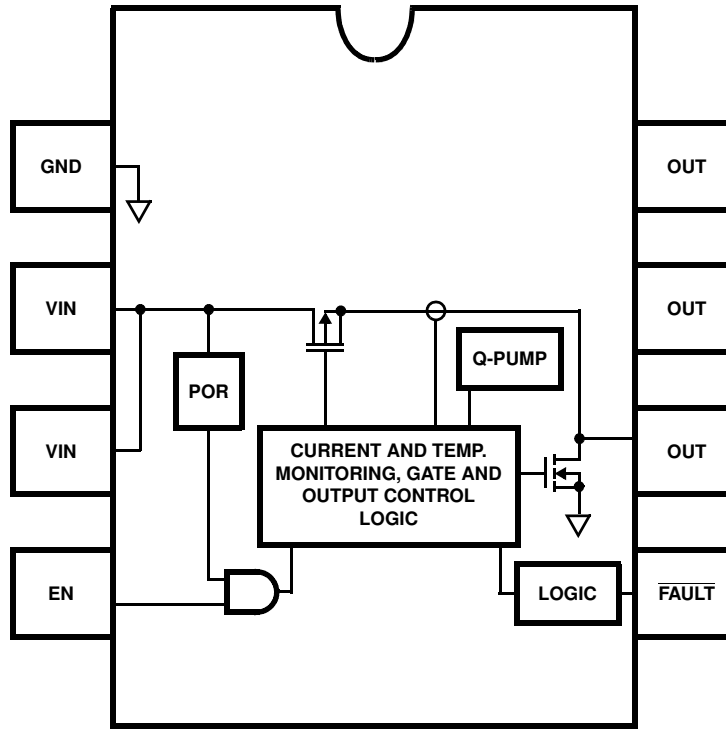 GND
OUT
VIN
OUT
Q-PUMP
POR
VIN
CURRENT AND TEMP.
MONITORING, GATE AND
OUTPUT CONTROL
LOGIC
OUT
EN
LOGIC
FAULT